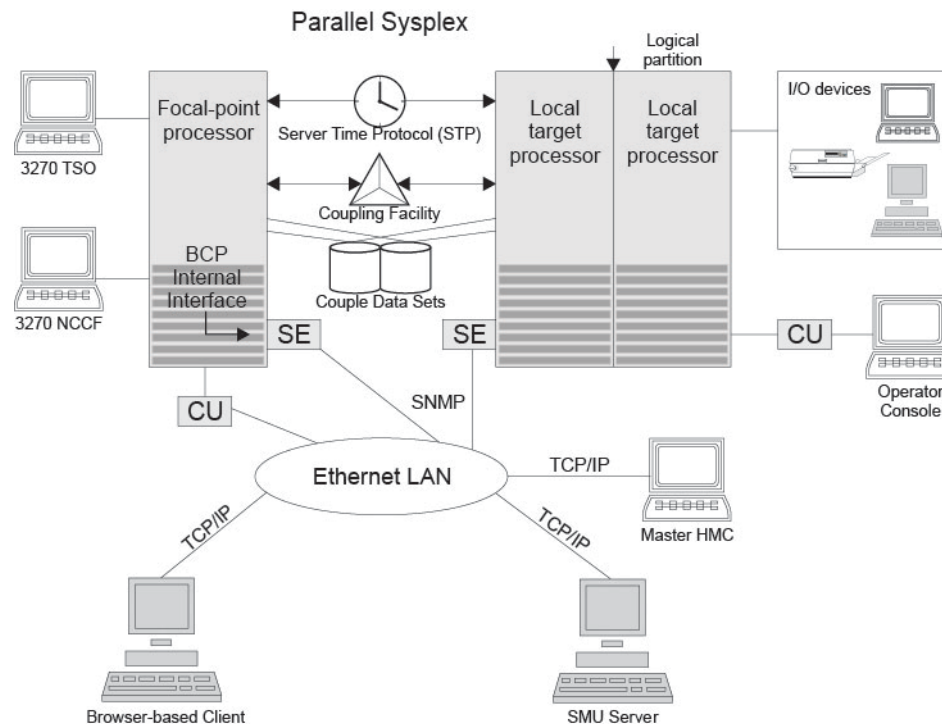 Parallel Sysplex
Logical
partition
Focal-point
processor
Server Time Protocol (STP)
Local
target
processor
Local
target
processor
I/O devices
3270 TSO
Coupling Facility
BCP
Internal
Interface
Couple Data Sets
3270 NCCF
SE
SE
CU
Operator
Console
CU
SNMP
Ethernet LAN
TCP/IP
Master HMC
TCP/IP
TCP/IP
Browser-based Client
SMU Server